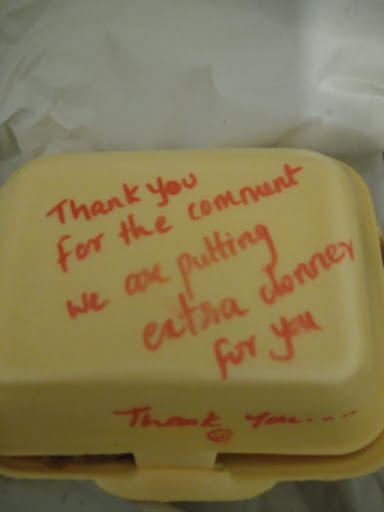 Thank you
for the comment
we are putting
extra donner
for you
Thank You....